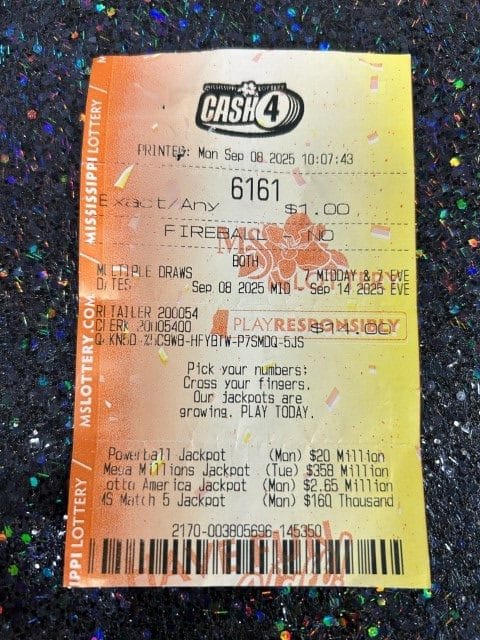 MISSISSIPPI LOTTERY
CASH 4
PRINTED: Mon Sep 08 2025 10:07:43
6161
Exact/Any $1.00
FIREBALL - NO
BOTH
MULTIPLE DRAWS 7 MIDDAY & 7 EVE
DATES Sep 08 2025 MID - Sep 14 2025 EVE
RETAILER 200054
CLERK 20005400 $14.00
PLAY RESPONSIBLY
Pick your numbers;
Cross your fingers.
Our jackpots are
growing. PLAY TODAY.
Powerball Jackpot (Mon) $20 Million
Mega Millions Jackpot (Tue) $358 Million
Lotto America Jackpot (Mon) $2.65 Million
MS Match 5 Jackpot (Mon) $160 Thousand
2170-003805696-145350
MISSISSIPPI LOTTERY
MSLOTTERY.COM
IPPI LOTTERY
LOTTERY